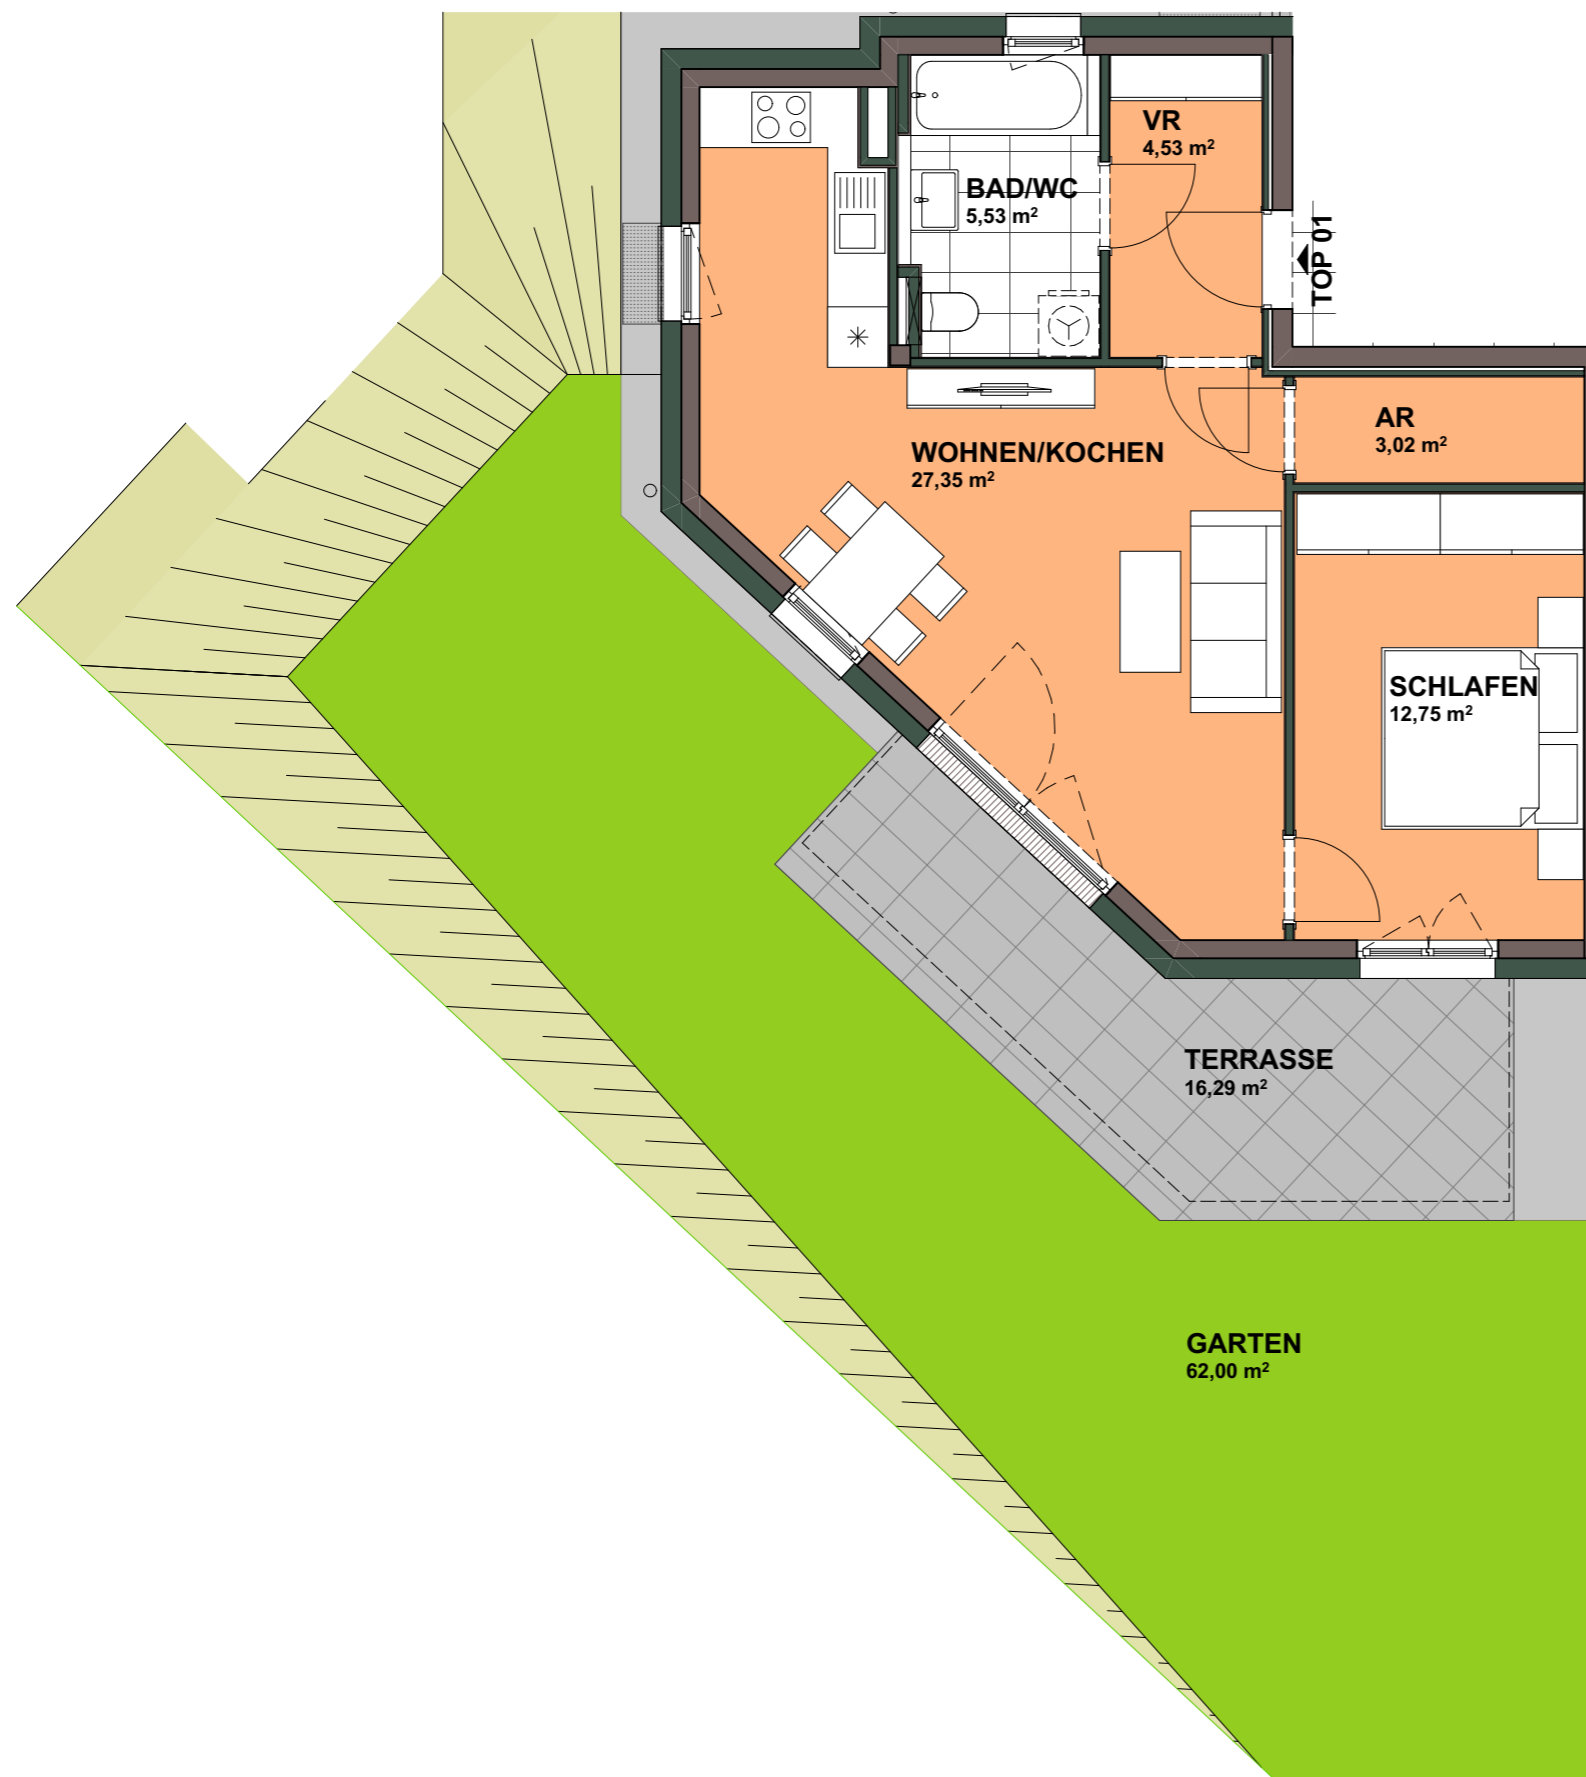 VR
4,53 m²
BAD/WC
5,53 m²
TOP 01
AR
3,02 m²
WOHNEN/KOCHEN
27,35 m²
SCHLAFEN
12,75 m²
TERRASSE
16,29 m²
GARTEN
62,00 m²